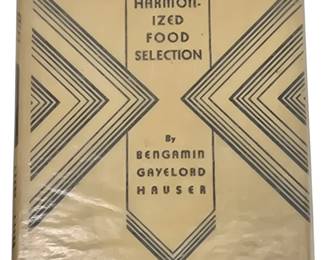 HARMON-
IZED
FOOD
SELECTION
By
BENGAMIN
GAYELORD
HAUSER